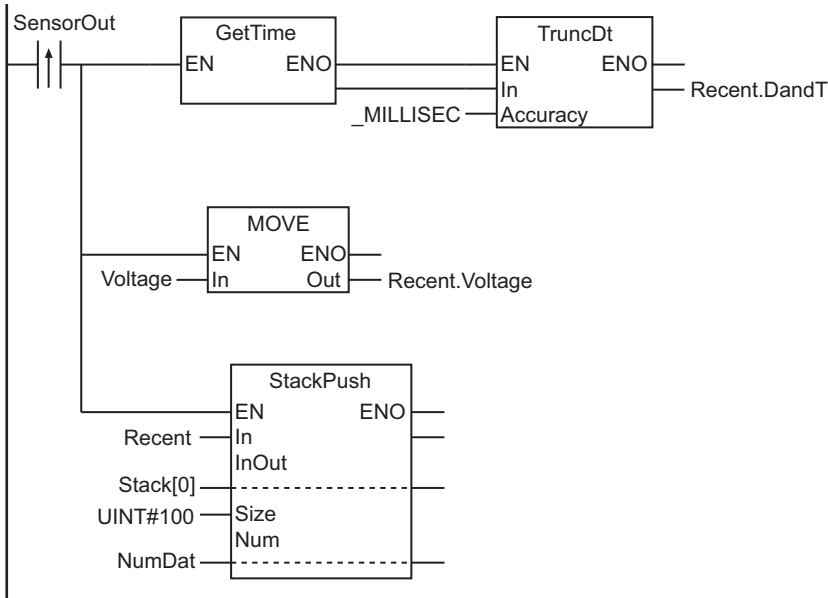 SensorOut
GetTime
EN ENO
TruncDt
EN ENO
In
Recent.DandT
_MILLISEC
Accuracy
MOVE
EN ENO
Voltage In Out Recent.Voltage
StackPush
EN ENO
Recent In
InOut
Stack[0]
UINT#100 Size
Num
NumDat